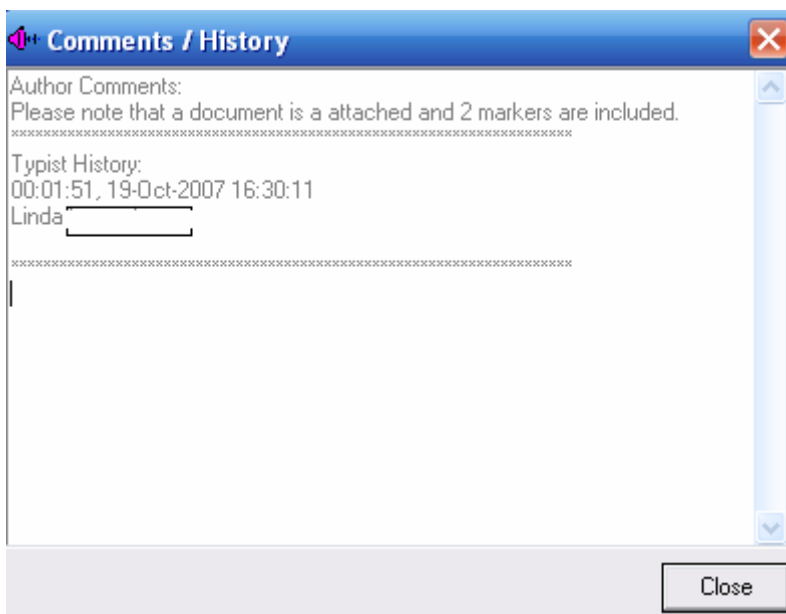 Comments / History
Author Comments:
Please note that a document is a attached and 2 markers are included.
××××××××××××××××××××××××××××××××××××××××××××××××××××××××××××××××××××××
Typist History:
00:01:51, 19-Oct-2007 16:30:11
Linda
××××××××××××××××××××××××××××××××××××××××××××××××××××××××××××××××××××××
Close